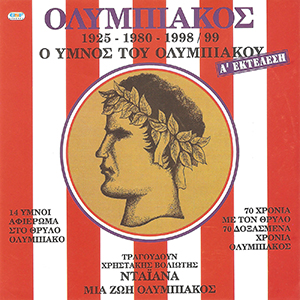 ΟΛΥΜΠΙΑΚΟΣ
1925 - 1980 - 1998 / 99
Ο ΥΜΝΟΣ ΤΟΥ ΟΛΥΜΠΙΑΚΟΥ
Α' ΕΚΤΕΛΕΣΗ
14 ΥΜΝΟΙ
ΑΦΙΕΡΩΜΑ
ΣΤΟ ΘΡΥΛΟ
ΟΛΥΜΠΙΑΚΟ
70 ΧΡΟΝΙΑ
ΜΕ ΤΟΝ ΘΡΥΛΟ
70 ΔΟΞΑΣΜΕΝΑ
ΧΡΟΝΙΑ
ΟΛΥΜΠΙΑΚΟΣ
ΤΡΑΓΟΥΔΟΥΝ
ΧΡΗΣΤΑΚΗΣ ΒΟΛΙΩΤΗΣ
ΝΤΑΪΑΝΑ
ΜΙΑ ΖΩΗ ΟΛΥΜΠΙΑΚΟΣ